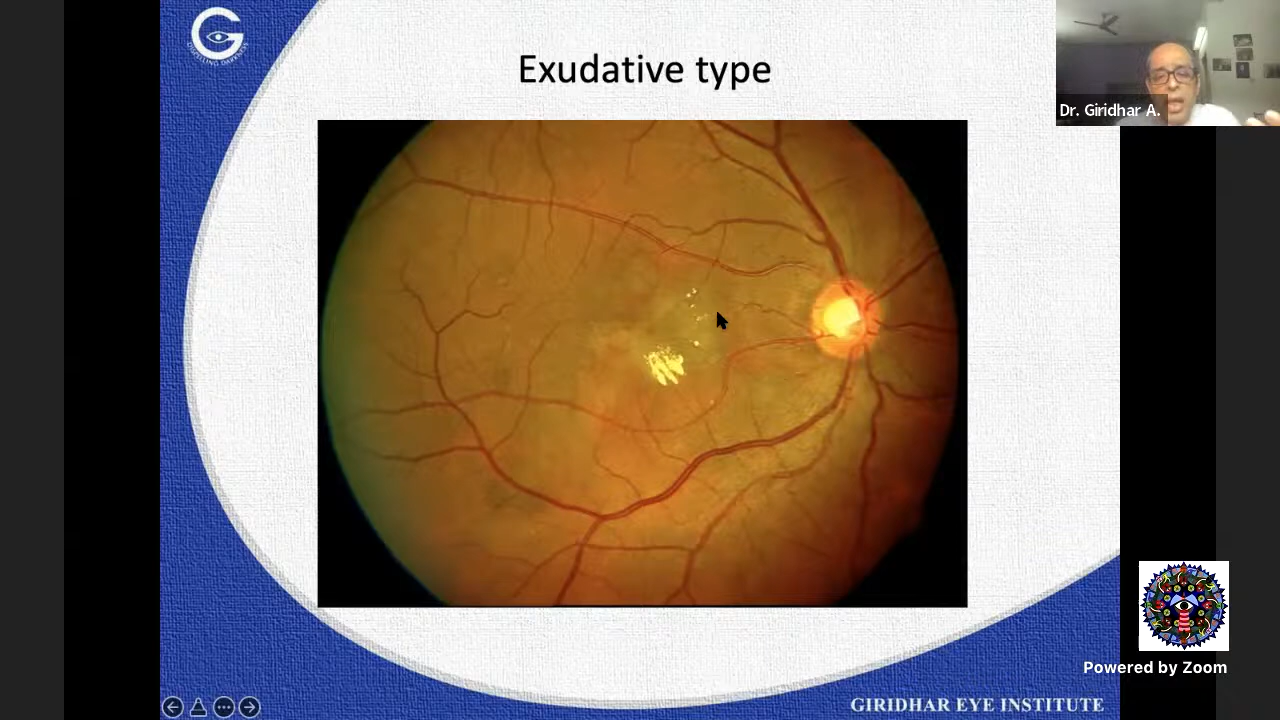 Exudative type
Dr. Giridhar A.
Powered by Zoom
GIRIDHAR EYE INSTITUTE